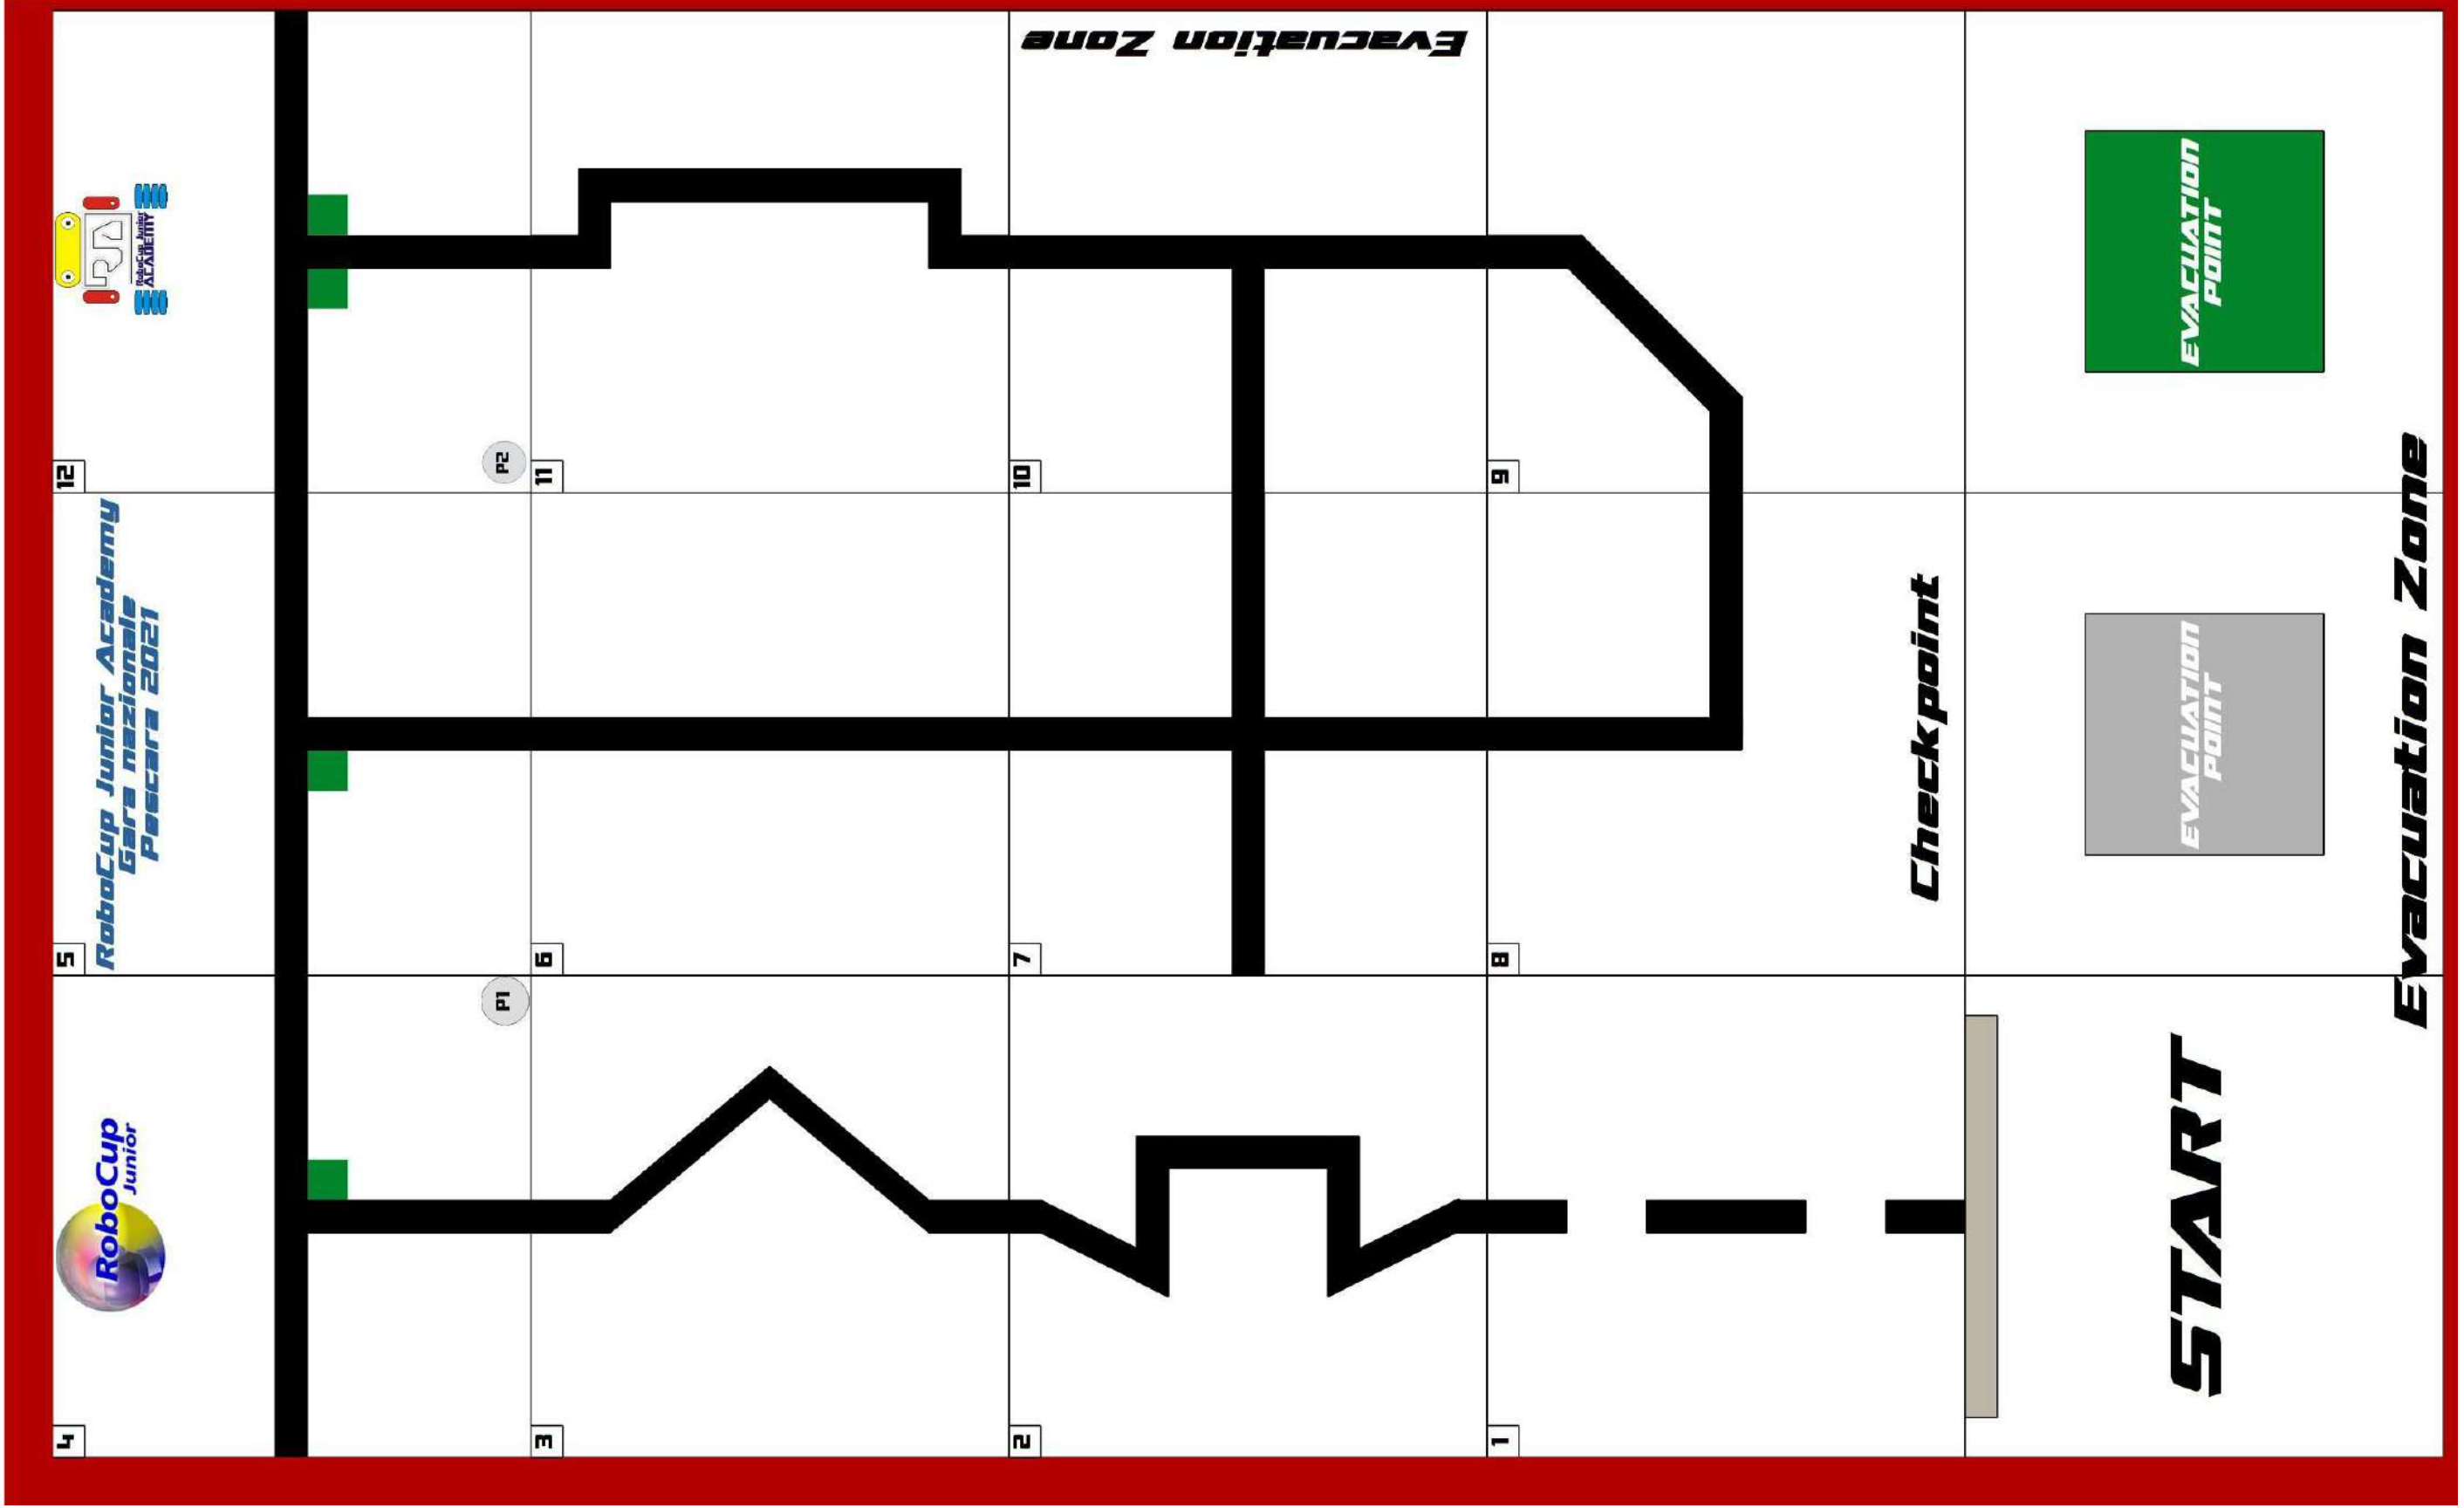 Evacuation Zone
RoboCup Junior
ACADEMY
12
P2
11
10
9
EVACUATION
POINT
RoboCup Junior Academy
Gara nazionale
Pescara 2021
5
6
7
8
Checkpoint
EVACUATION
POINT
Evacuation Zone
P1
RoboCup
Junior
4
3
2
1
START